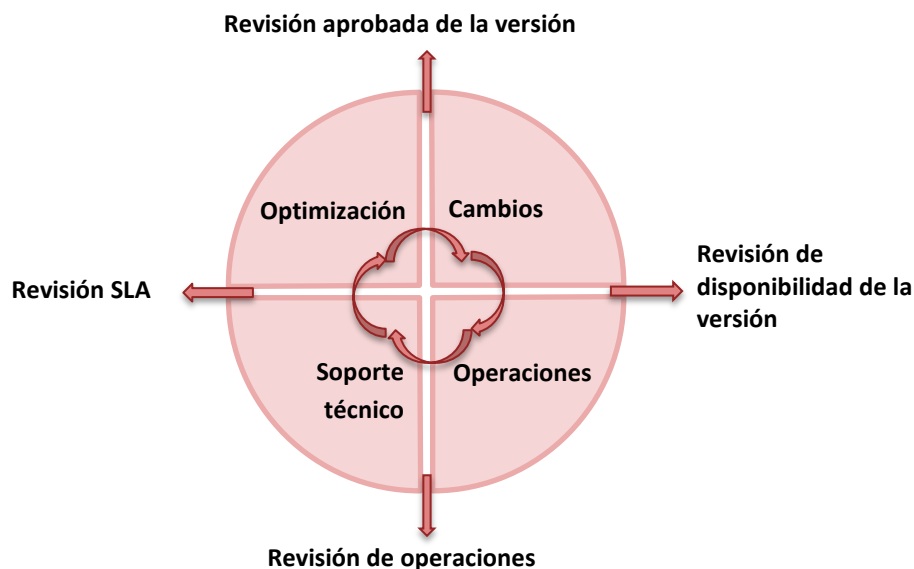 Revisión aprobada de la versión
Optimización
Cambios
Revisión SLA
Revisión de
disponibilidad de la
versión
Soporte
técnico
Operaciones
Revisión de operaciones